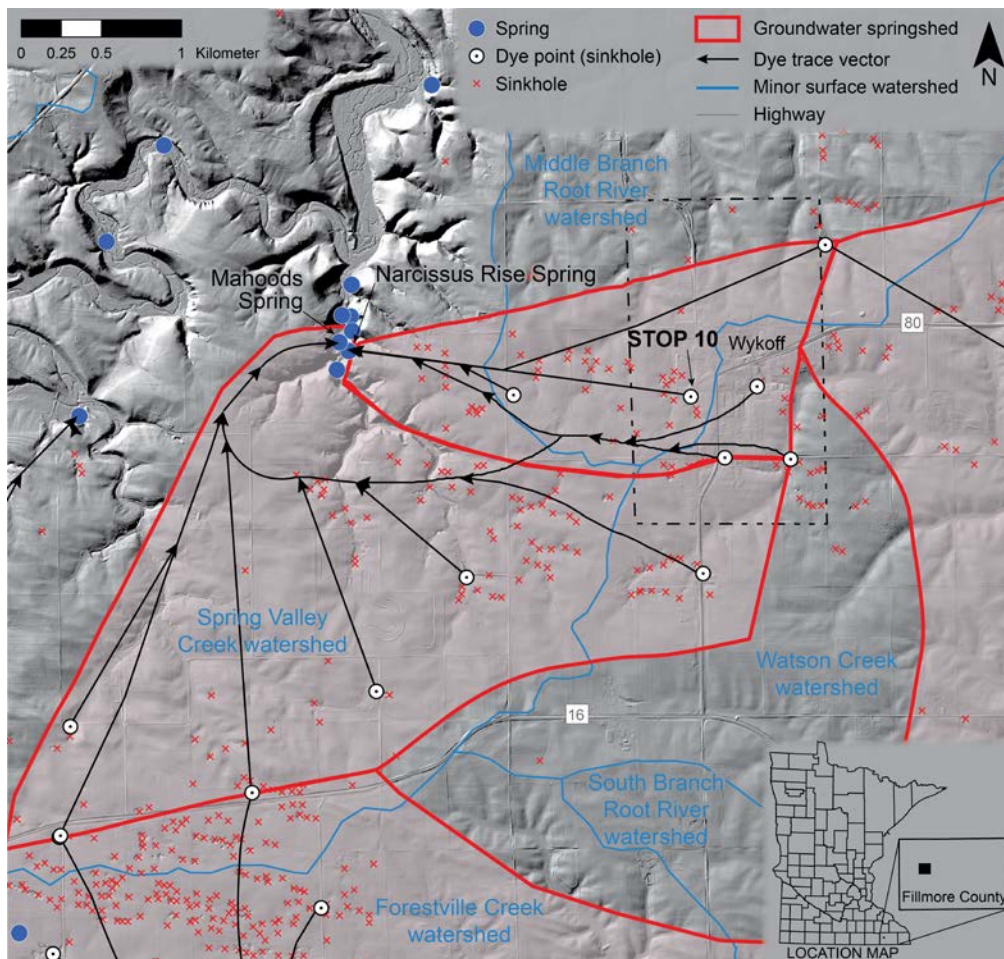 0 0.25 0.5 1 Kilometer
Spring
Dye point (sinkhole)
Sinkhole
Groundwater springshed
Dye trace vector
Minor surface watershed
Highway
N
Middle Branch
Root River
watershed
Mahoods
Spring
Narcissus Rise Spring
80
STOP 10
Wykoff
Spring Valley
Creek watershed
Watson Creek
watershed
16
South Branch
Root River
watershed
Forestville Creek
watershed
Fillmore County
LOCATION MAP